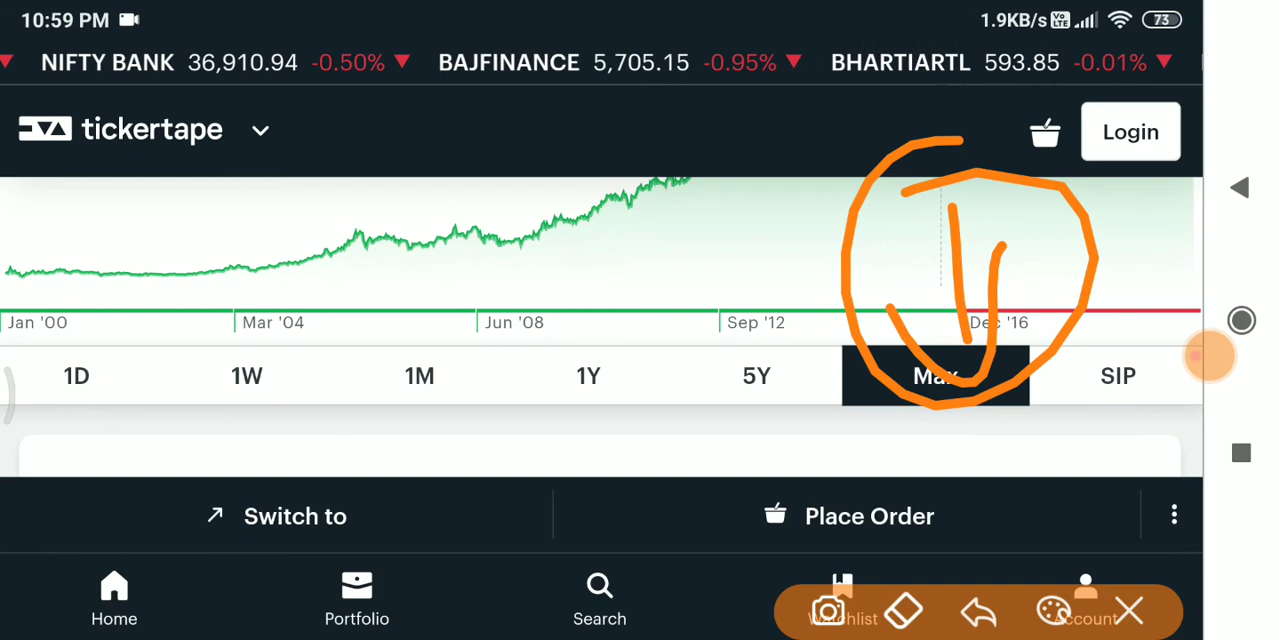 10:59 PM 1.9KB/s Vo LTE 73
NIFTY BANK 36,910.94 -0.50% BAJFINANCE 5,705.15 -0.95% BHARTIARTL 593.85 -0.01%
tickertape Login
Jan '00 Mar '04 Jun '08 Sep '12 Dec '16
1D 1W 1M 1Y 5Y Max SIP
Switch to Place Order
Home Portfolio Search Watchlist Account